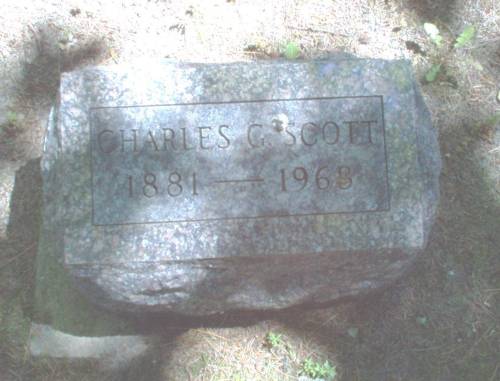 CHARLES G. SCOTT
1881 — 1968